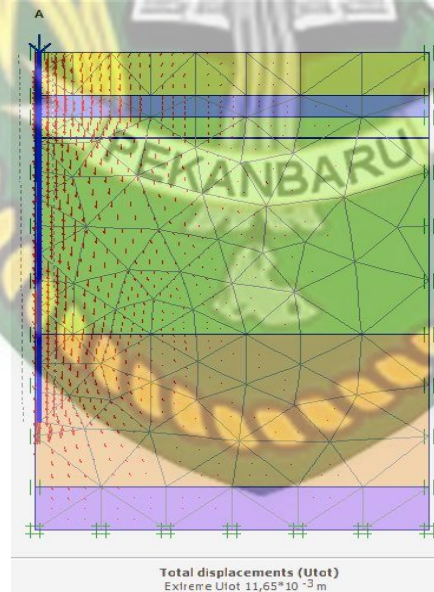 A
PEKANBARU
Total displacements (Utot)
Extreme Utot 11,65*10 -3 m